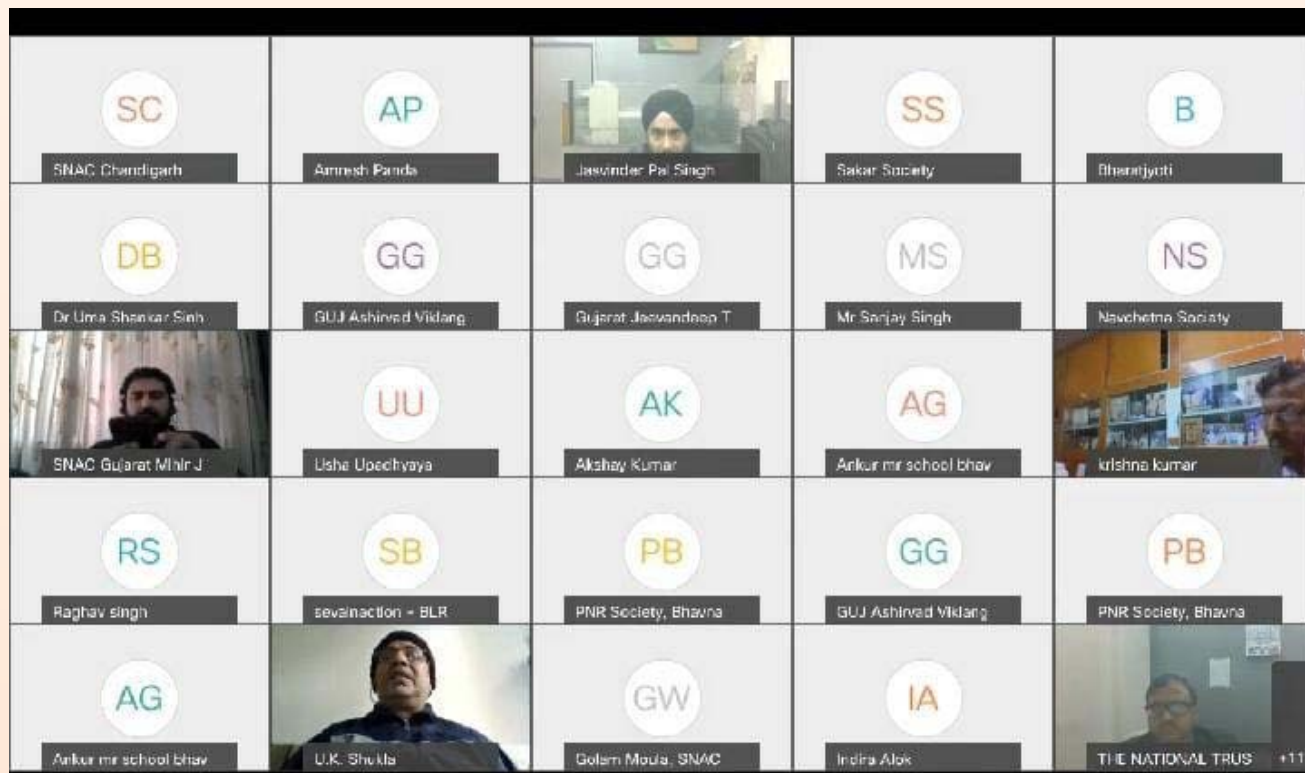 SC
SNAC Chandigarh
AP
Amresh Panda
Jasvinder Pal Singh
SS
Sakar Society
B
Bharatjyoti
DB
Dr Uma Shankar Sinh
GG
GUJ Ashirvad Viklang
GG
Gujarat Jeevandeep T
MS
Mr Sanjay Singh
NS
Navchetna Society
SNAC Gujarat Mihir J
UU
Usha Upadhyaya
AK
Akshay Kumar
AG
Ankur mr school bhav
krishna kumar
RS
Raghav singh
SB
sevainaction - BLR
PB
PNR Society, Bhavna
GG
GUJ Ashirvad Viklang
PB
PNR Society, Bhavna
AG
Ankur mr school bhav
U.K. Shukla
GW
Golam Moula, SNAC
IA
Indira Alok
THE NATIONAL TRUS
+11